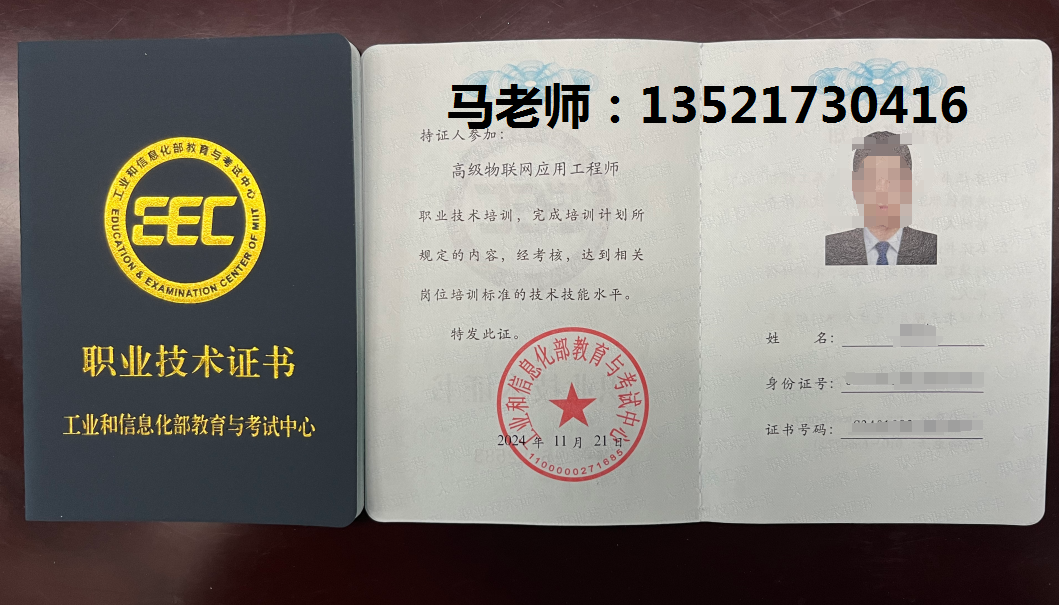 马老师：13521730416
工业和信息化部教育与考试中心
EEC
EDUCATION & EXAMINATION CENTER OF MIIT
职业技术证书
工业和信息化部教育与考试中心
持证人参加：
高级物联网应用工程师
职业技术培训，完成培训计划所
规定的内容，经考核，达到相关
岗位培训标准的技术技能水平。
特发此证。
工业和信息化部教育与考试中心
2024 年 11 月 21 日
1100000271685
姓 名：
身份证号：
证书号码：